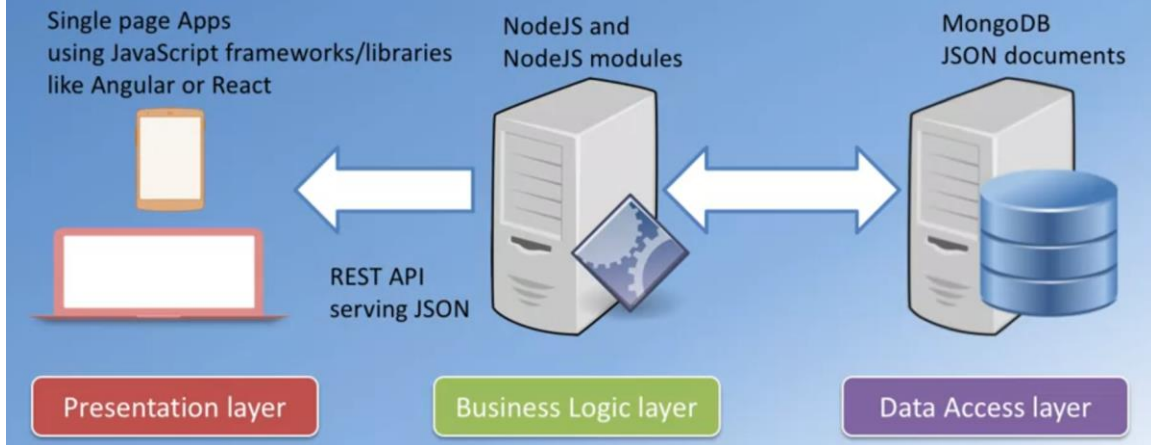 Single page Apps
using JavaScript frameworks/libraries
like Angular or React
NodeJS and
NodeJS modules
MongoDB
JSON documents
REST API
serving JSON
Presentation layer
Business Logic layer
Data Access layer